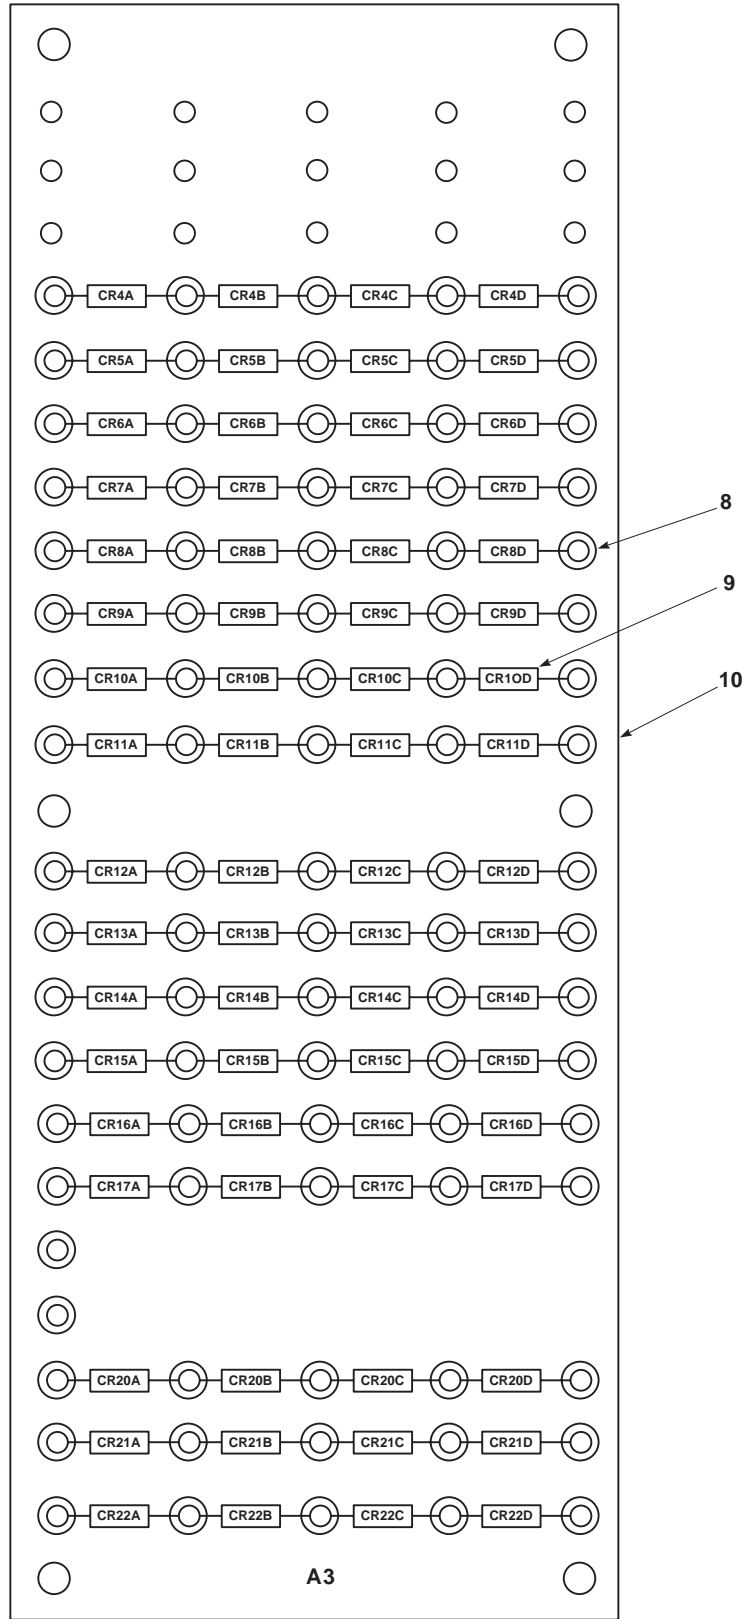 CR4A CR4B CR4C CR4D
CR5A CR5B CR5C CR5D
CR6A CR6B CR6C CR6D
CR7A CR7B CR7C CR7D
8
CR8A CR8B CR8C CR8D
9
CR9A CR9B CR9C CR9D
CR10A CR10B CR10C CR1OD
10
CR11A CR11B CR11C CR11D
CR12A CR12B CR12C CR12D
CR13A CR13B CR13C CR13D
CR14A CR14B CR14C CR14D
CR15A CR15B CR15C CR15D
CR16A CR16B CR16C CR16D
CR17A CR17B CR17C CR17D
CR20A CR20B CR20C CR20D
CR21A CR21B CR21C CR21D
CR22A CR22B CR22C CR22D
A3